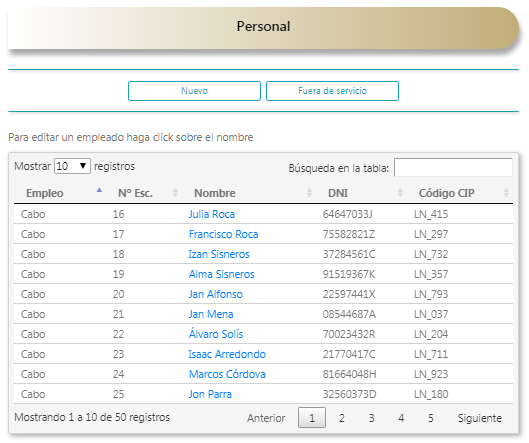 Personal
Nuevo Fuera de servicio
Para editar un empleado haga click sobre el nombre
Mostrar 10 registros Búsqueda en la tabla:
Empleo Nº Esc. Nombre DNI Código CIP
Cabo 16 Julia Roca 64647033J LN_415
Cabo 17 Francisco Roca 75582821Z LN_297
Cabo 18 Izan Sisneros 37284561C LN_732
Cabo 19 Alma Sisneros 91519367K LN_357
Cabo 20 Jan Alfonso 22597441X LN_793
Cabo 21 Jan Mena 08544687A LN_037
Cabo 22 Álvaro Solís 70023432R LN_204
Cabo 23 Isaac Arredondo 21770417C LN_711
Cabo 24 Marcos Córdova 81664048H LN_923
Cabo 25 Jon Parra 32560373D LN_180
Mostrando 1 a 10 de 50 registros Anterior 1 2 3 4 5 Siguiente